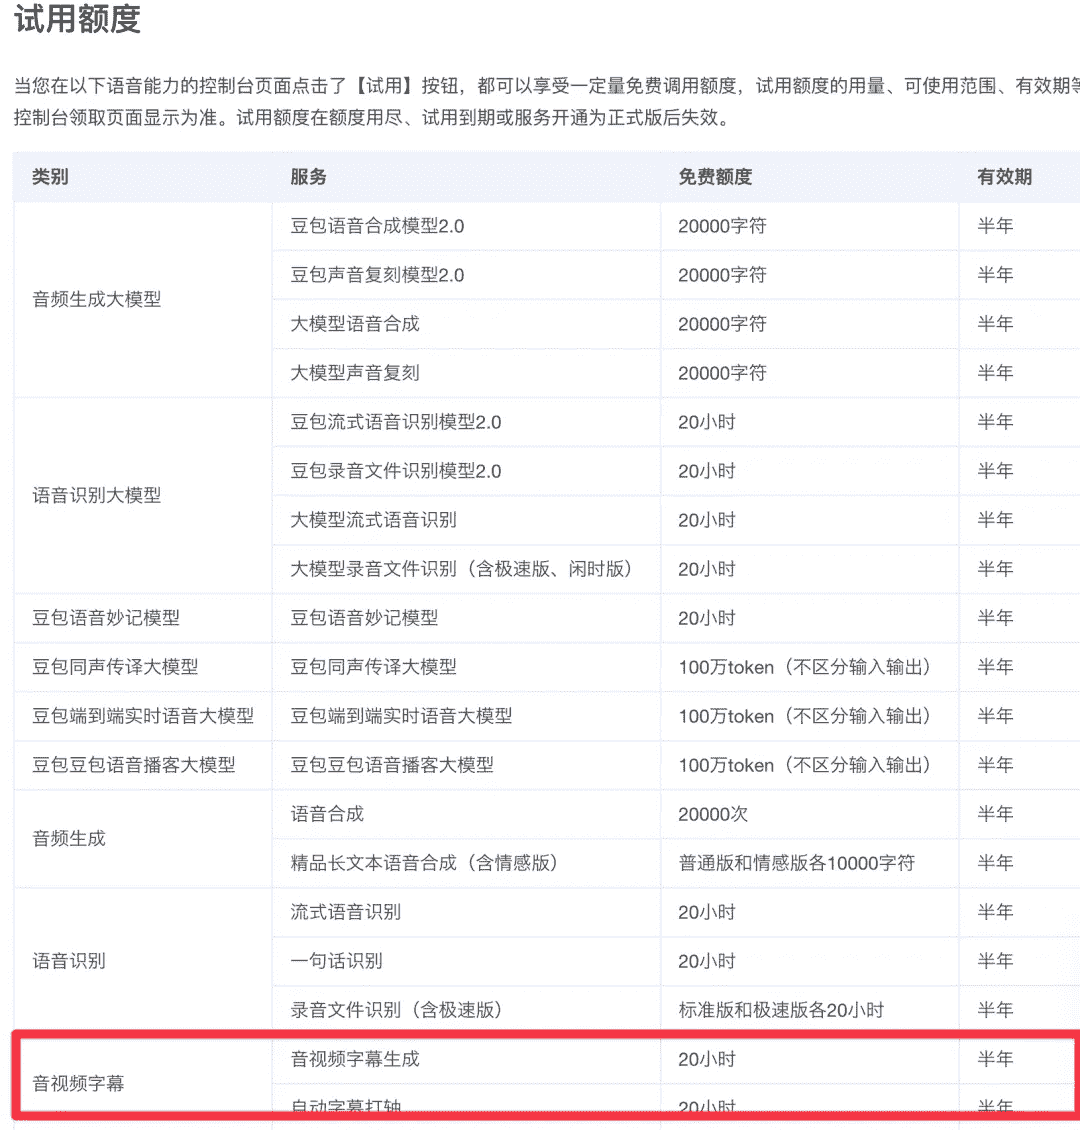 试用额度
当您在以下语音能力的控制台页面点击了【试用】按钮，都可以享受一定量免费调用额度，试用额度的用量、可使用范围、有效期等
控制台领取页面显示为准。试用额度在额度用尽、试用到期或服务开通为正式版后失效。
类别 服务 免费额度 有效期
音频生成大模型
豆包语音合成模型2.0 20000字符 半年
豆包声音复刻模型2.0 20000字符 半年
大模型语音合成 20000字符 半年
大模型声音复刻 20000字符 半年
语音识别大模型
豆包流式语音识别模型2.0 20小时 半年
豆包录音文件识别模型2.0 20小时 半年
大模型流式语音识别 20小时 半年
大模型录音文件识别（含极速版、闲时版） 20小时 半年
豆包语音妙记模型 豆包语音妙记模型 20小时 半年
豆包同声传译大模型 豆包同声传译大模型 100万token（不区分输入输出） 半年
豆包端到端实时语音大模型 豆包端到端实时语音大模型 100万token（不区分输入输出） 半年
豆包豆包语音播客大模型 豆包豆包语音播客大模型 100万token（不区分输入输出） 半年
音频生成
语音合成 20000次 半年
精品长文本语音合成（含情感版） 普通版和情感版各10000字符 半年
语音识别
流式语音识别 20小时 半年
一句话识别 20小时 半年
录音文件识别（含极速版） 标准版和极速版各20小时 半年
音视频字幕
音视频字幕生成 20小时 半年
自动字幕打轴 20小时 半年